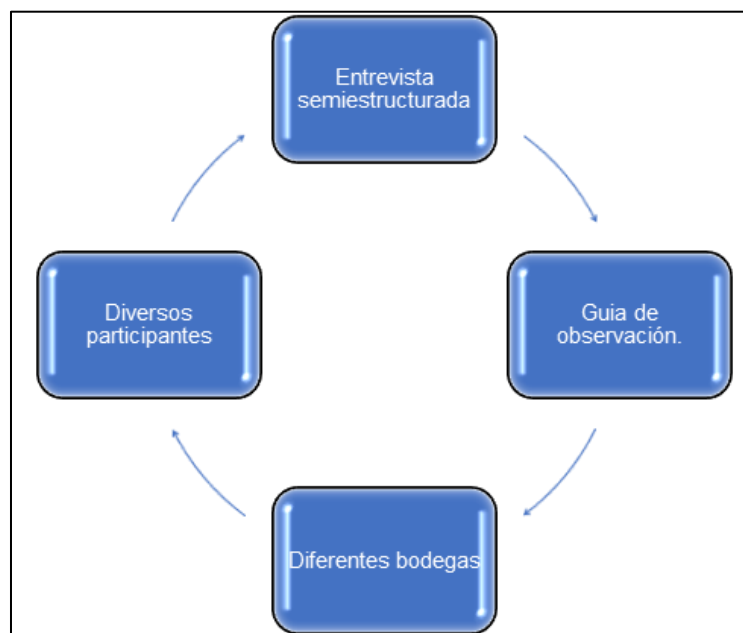 Entrevista
semiestructurada
Diversos
participantes
Guia de
observación.
Diferentes bodegas